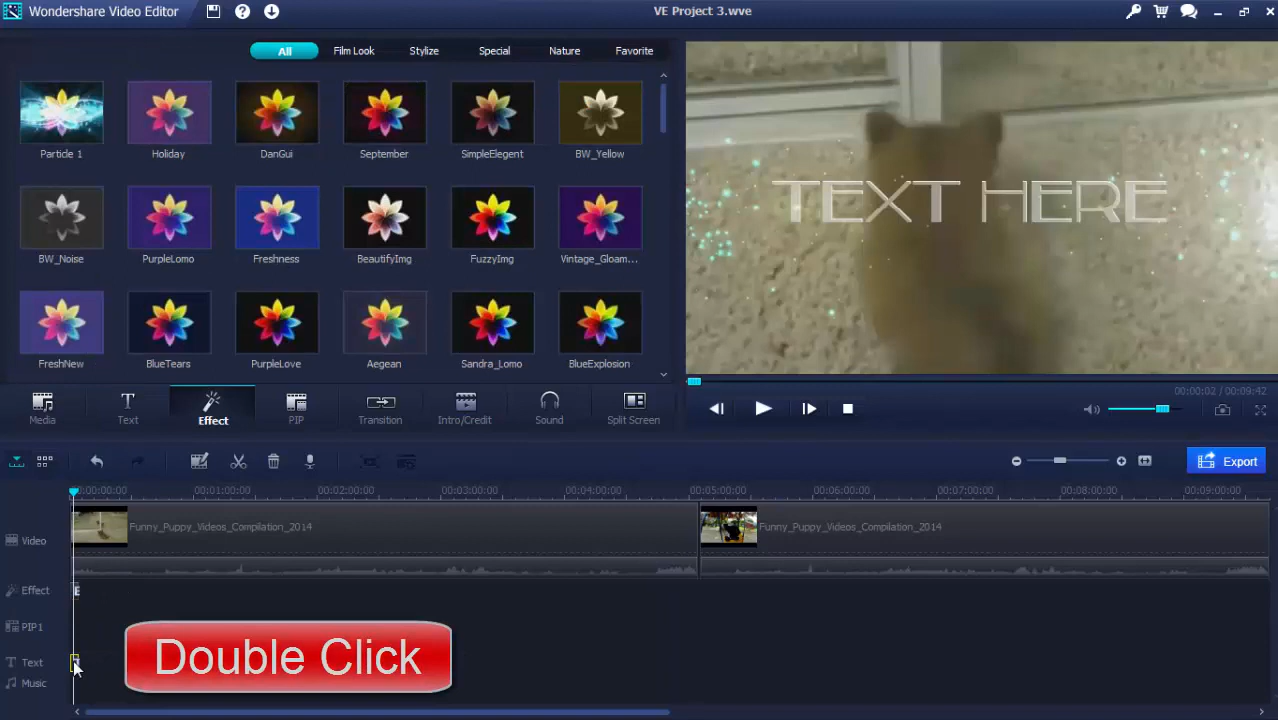 Wondershare Video Editor
VE Project 3.wve
All
Film Look
Stylize
Special
Nature
Favorite
Particle 1
Holiday
DanGui
September
SimpleElegent
BW_Yellow
BW_Noise
PurpleLomo
Freshness
BeautifyImg
FuzzyImg
Vintage_Gloam...
FreshNew
BlueTears
PurpleLove
Aegean
Sandra_Lomo
BlueExplosion
TEXT HERE
Media
Text
Effect
PIP
Transition
Intro/Credit
Sound
Split Screen
00:00:02 / 00:09:42
Export
00:01:00:00
00:02:00:00
00:03:00:00
00:04:00:00
00:05:00:00
00:06:00:00
00:07:00:00
00:08:00:00
00:09:00:00
Video
Funny_Puppy_Videos_Compilation_2014
Funny_Puppy_Videos_Compilation_2014
Effect
E
PIP1
Text
Music
Double Click